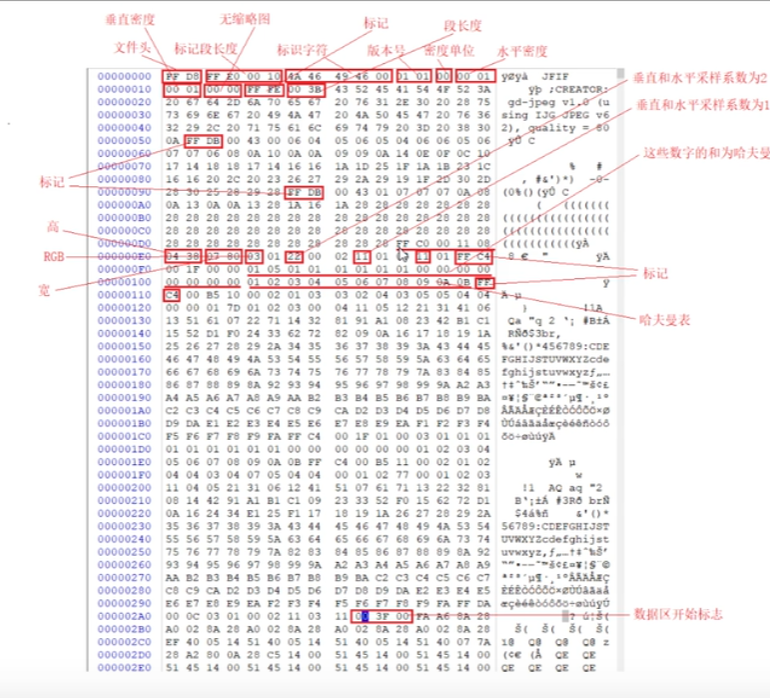 垂直密度 无缩略图 标记 段长度
文件头 标记段长度 标识字符 版本号 密度单位 水平密度
00000000 FF D8 FF E0 00 10 4A 46 49 46 00 01 01 00 00 01 ÿØÿà JFIF
00000010 00 01 00 00 FF FE 00 3B 43 52 45 41 54 4F 52 3A ÿþ ;CREATOR:
00000020 20 67 64 2D 6A 70 65 67 20 76 31 2E 30 20 28 75 gd-jpeg v1.0 (u
00000030 73 69 6E 67 20 49 4A 47 20 4A 50 45 47 20 76 36 sing IJG JPEG v6
00000040 32 29 2C 20 71 75 61 6C 69 74 79 20 3D 20 38 30 2), quality = 80
00000050 0A FF DB 00 43 00 06 04 05 06 05 04 06 06 05 06 ÿÛ C
00000060 07 07 06 08 0A 10 0A 0A 09 09 0A 14 0E 0F 0C 10
00000070 17 14 18 18 17 14 16 16 1A 1D 25 1F 1A 1B 23 1C % #
00000080 16 16 20 2C 20 23 26 27 29 2A 29 19 1F 2D 30 2D , #&')*) -0-
00000090 28 30 25 28 29 28 FF DB 00 43 01 07 07 07 0A 08 (0%()(ÿÛ C
000000A0 0A 13 0A 0A 13 28 1A 16 1A 28 28 28 28 28 28 28 ( (((((((
000000B0 28 28 28 28 28 28 28 28 28 28 28 28 28 28 28 28 ((((((((((((((((
000000C0 28 28 28 28 28 28 28 28 28 28 28 28 28 28 28 28 ((((((((((((((((
000000D0 28 28 28 28 28 28 28 28 28 28 28 FF C0 00 11 08 (((((((((((ÿÀ
000000E0 04 38 07 80 03 01 22 00 02 11 01 03 11 01 FF C4 8 € " ÿÄ
000000F0 00 1F 00 00 01 05 01 01 01 01 01 01 00 00 00 00
00000100 00 00 00 00 01 02 03 04 05 06 07 08 09 0A 0B FF ÿ
00000110 C4 00 B5 10 00 02 01 03 03 02 04 03 05 05 04 04 Ä µ
00000120 00 00 01 7D 01 02 03 00 04 11 05 12 21 31 41 06 } !1A
00000130 13 51 61 07 22 71 14 32 81 91 A1 08 23 42 B1 C1 Qa "q 2 ‘¡ #B±Á
00000140 15 52 D1 F0 24 33 62 72 82 09 0A 16 17 18 19 1A RÑð$3br‚
00000150 25 26 27 28 29 2A 34 35 36 37 38 39 3A 43 44 45 %&'()*456789:CDE
00000160 46 47 48 49 4A 53 54 55 56 57 58 59 5A 63 64 65 FGHIJSTUVWXYZcde
00000170 66 67 68 69 6A 73 74 75 76 77 78 79 7A 83 84 85 fghijstuvwxyzƒ„…
00000180 86 87 88 89 8A 92 93 94 95 96 97 98 99 9A A2 A3
00000190 A4 A5 A6 A7 A8 A9 AA B2 B3 B4 B5 B6 B7 B8 B9 BA
000001A0 C2 C3 C4 C5 C6 C7 C8 C9 CA D2 D3 D4 D5 D6 D7 D8
000001B0 D9 DA E1 E2 E3 E4 E5 E6 E7 E8 E9 EA F1 F2 F3 F4
000001C0 F5 F6 F7 F8 F9 FA FF C4 00 1F 01 00 03 01 01 01
000001D0 01 01 01 01 01 01 00 00 00 00 00 00 01 02 03 04
000001E0 05 06 07 08 09 0A 0B FF C4 00 B5 11 00 02 01 02 ÿÄ µ
000001F0 04 04 03 04 07 05 04 04 00 01 02 77 00 01 02 03 w
00000200 11 04 05 21 31 06 12 41 51 07 61 71 13 22 32 81 !1 AQ aq "2
00000210 08 14 42 91 A1 B1 C1 09 23 33 52 F0 15 62 72 D1 B‘¡±Á #3Rð brÑ
00000220 0A 16 24 34 E1 25 F1 17 18 19 1A 26 27 28 29 2A $4á%ñ &'()*
00000230 35 36 37 38 39 3A 43 44 45 46 47 48 49 4A 53 54 56789:CDEFGHIJST
00000240 55 56 57 58 59 5A 63 64 65 66 67 68 69 6A 73 74 UVWXYZcdefghijst
00000250 75 76 77 78 79 7A 82 83 84 85 86 87 88 89 8A 92 uvwxyz‚ƒ„…†‡ˆ‰Š’
00000260 93 94 95 96 97 98 99 9A A2 A3 A4 A5 A6 A7 A8 A9
00000270 AA B2 B3 B4 B5 B6 B7 B8 B9 BA C2 C3 C4 C5 C6 C7
00000280 C8 C9 CA D2 D3 D4 D5 D6 D7 D8 D9 DA E2 E3 E4 E5
00000290 E6 E7 E8 E9 EA F2 F3 F4 F5 F6 F7 F8 F9 FA FF DA
000002A0 00 0C 03 01 00 02 11 03 11 00 3F 00 FA A6 8A 28 ? ú¦Š(
000002B0 A0 02 8A 28 A0 02 8A 28 A0 02 8A 28 A0 02 8A 28 Š( Š( Š( Š(
000002C0 EF 40 05 14 51 40 05 14 51 40 05 14 51 40 07 7A ï@ Q@ Q@ Q@ z
000002D0 28 A2 80 0A 28 C5 14 00 51 45 14 00 51 45 14 00 (¢€ (Å QE QE
000002E0 51 45 14 00 51 45 14 00 51 45 14 00 51 45 14 00 QE QE QE QE
标记
高
RGB
宽
垂直和水平采样系数为2
垂直和水平采样系数为1
这些数字的和为哈夫曼
标记
哈夫曼表
数据区开始标志